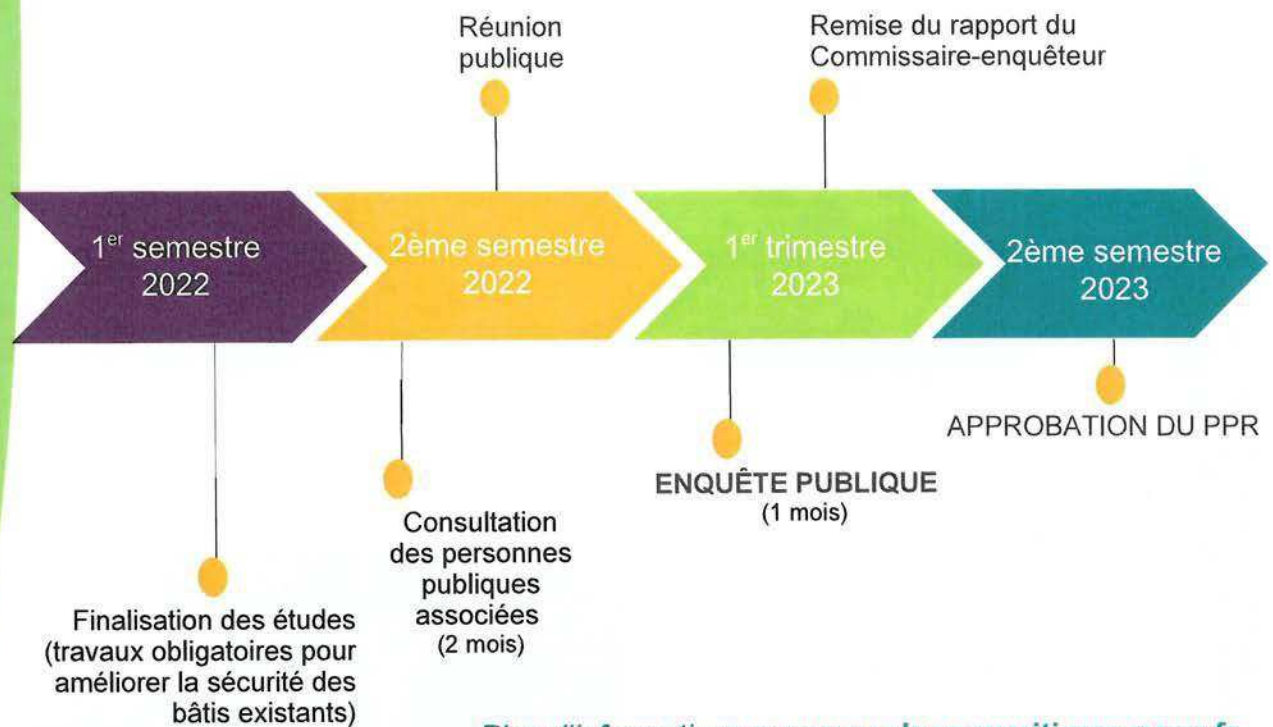 Réunion
publique
Remise du rapport du
Commissaire-enquêteur
1er semestre
2022
2ème semestre
2022
1er trimestre
2023
2ème semestre
2023
APPROBATION DU PPR
ENQUÊTE PUBLIQUE
(1 mois)
Consultation
des personnes
publiques
associées
(2 mois)
Finalisation des études
(travaux obligatoires pour
améliorer la sécurité des
bâtis existants)